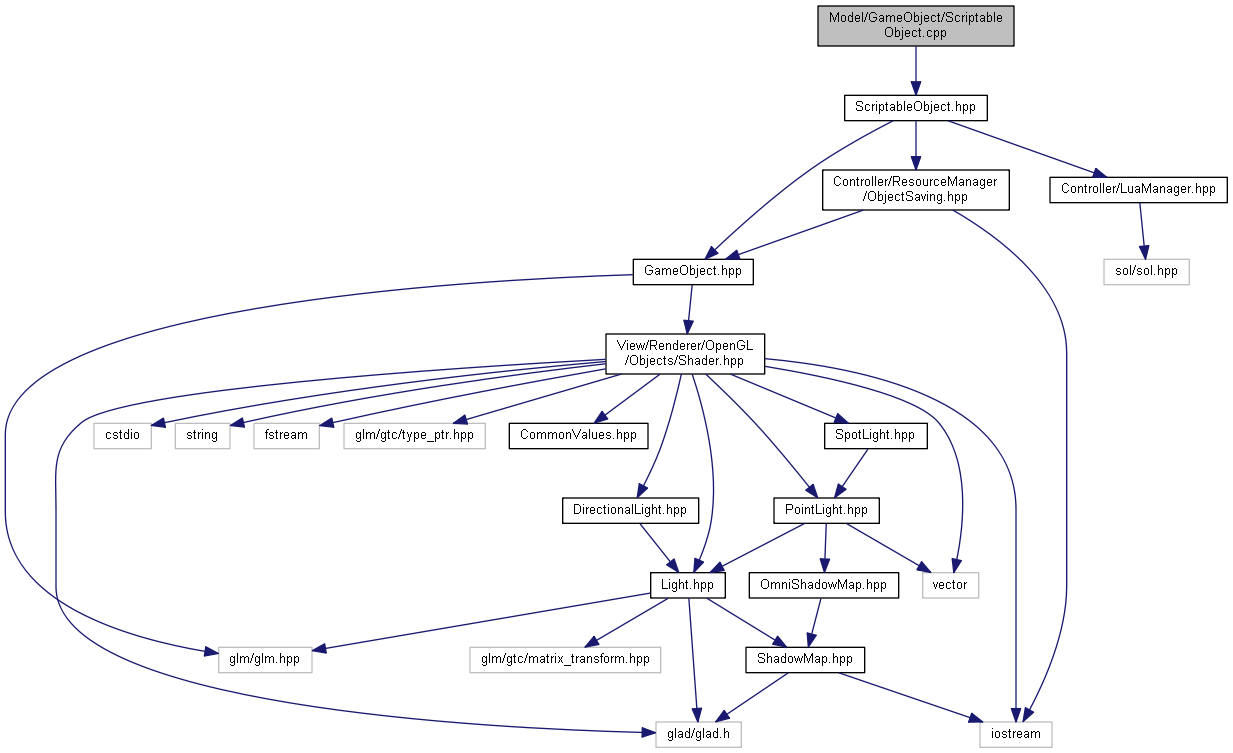 Model/GameObject/Scriptable
Object.cpp
ScriptableObject.hpp
Controller/ResourceManager
/ObjectSaving.hpp
Controller/LuaManager.hpp
GameObject.hpp
sol/sol.hpp
View/Renderer/OpenGL
/Objects/Shader.hpp
cstdio
string
fstream
glm/gtc/type_ptr.hpp
CommonValues.hpp
SpotLight.hpp
DirectionalLight.hpp
PointLight.hpp
Light.hpp
OmniShadowMap.hpp
vector
glm/glm.hpp
glm/gtc/matrix_transform.hpp
ShadowMap.hpp
glad/glad.h
iostream